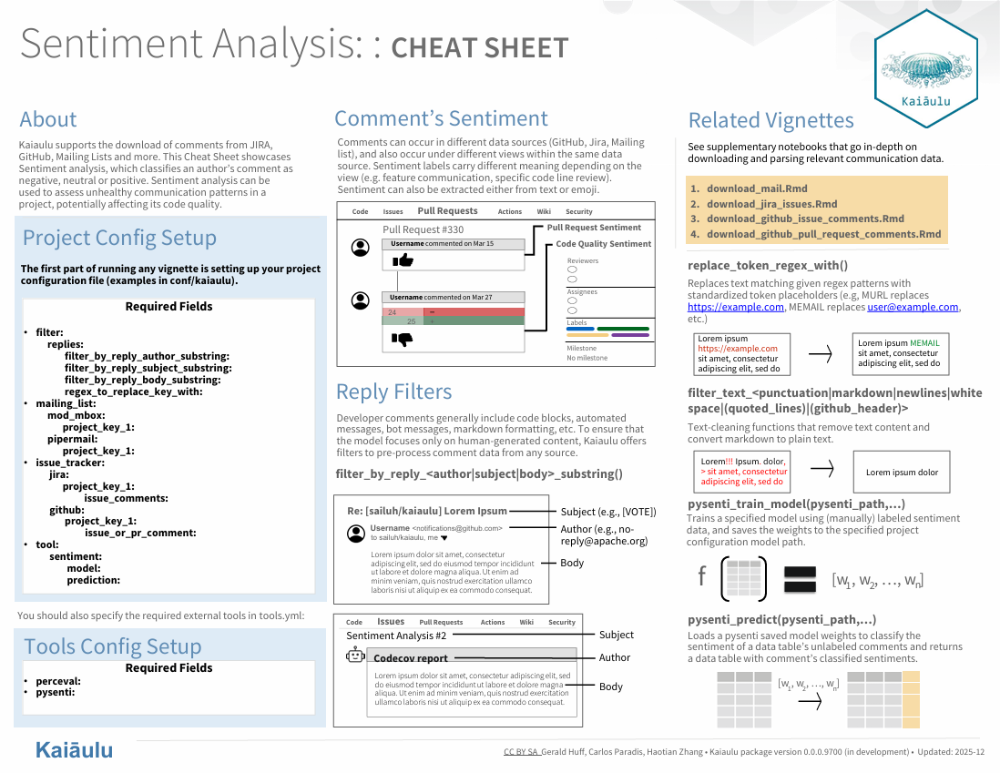 Sentiment Analysis: : CHEAT SHEET
Kaiāulu
About
Kaiaulu supports the download of comments from JIRA,
GitHub, Mailing Lists and more. This Cheat Sheet showcases
Sentiment analysis, which classifies an author's comment as
negative, neutral or positive. Sentiment analysis can be
used to assess unhealthy communication patterns in a
project, potentially affecting its code quality.
Project Config Setup
The first part of running any vignette is setting up your project
configuration file (examples in conf/kaiaulu).
Required Fields
• filter:
replies:
filter_by_reply_author_substring:
filter_by_reply_subject_substring:
filter_by_reply_body_substring:
regex_to_replace_key_with:
• mailing_list:
mod_mbox:
project_key_1:
pipermail:
project_key_1:
• issue_tracker:
jira:
project_key_1:
issue_comments:
github:
project_key_1:
issue_or_pr_comment:
• tool:
sentiment:
model:
prediction:
You should also specify the required external tools in tools.yml:
Tools Config Setup
Required Fields
• perceval:
• pysenti:
Comment's Sentiment
Comments can occur in different data sources (GitHub, Jira, Mailing
list), and also occur under different views within the same data
source. Sentiment labels carry different meaning depending on the
view (e.g. feature communication, specific code line review).
Sentiment can also be extracted either from text or emoji.
Code Issues Pull Requests Actions Wiki Security
Pull Request #330
Pull Request Sentiment
Username commented on Mar 15
Code Quality Sentiment
Reviewers
Assignees
Username commented on Mar 27
24 –
25 -
Labels
Milestone
No milestone
Reply Filters
Developer comments generally include code blocks, automated
messages, bot messages, markdown formatting, etc. To ensure that
the model focuses only on human-generated content, Kaiaulu offers
filters to pre-process comment data from any source.
filter_by_reply_<author|subject|body>_substring()
Re: [sailuh/kaiaulu] Lorem Ipsum
Subject (e.g., [VOTE])
Username <notifications@github.com>
to sailuh/kaiaulu, me
Author (e.g., no-
reply@apache.org)
Lorem ipsum dolor sit amet, consectetur
adipiscing elit, sed do eiusmod tempor incididunt
ut labore et dolore magna aliqua. Ut enim ad
minim veniam, quis nostrud exercitation ullamco
laboris nisi ut aliquip ex ea commodo consequat.
Body
Code Issues Pull Requests Actions Wiki Security
Sentiment Analysis #2
Subject
Codecov report
Author
Lorem ipsum dolor sit amet, consectetur adipiscing elit, sed
do eiusmod tempor incididunt ut labore et dolore magna
aliqua. Ut enim ad minim veniam, quis nostrud exercitation
ullamco laboris nisi ut aliquip ex ea commodo consequat.
Body
Related Vignettes
See supplementary notebooks that go in-depth on
downloading and parsing relevant communication data.
1. download_mail.Rmd
2. download_jira_issues.Rmd
3. download_github_issue_comments.Rmd
4. download_github_pull_request_comments.Rmd
replace_token_regex_with()
Replaces text matching given regex patterns with
standardized token placeholders (e.g, MURL replaces
https://example.com, MEMAIL replaces user@example.com,
etc.)
Lorem ipsum
https://example.com
sit amet, consectetur
adipiscing elit, sed do
Lorem ipsum MEMAIL
sit amet, consectetur
adipiscing elit, sed do
filter_text_<punctuation|markdown|newlines|white
space|(quoted_lines)|(github_header)>
Text-cleaning functions that remove text content and
convert markdown to plain text.
Lorem!!! Ipsum. dolor,
> sit amet, consectetur
adipiscing elit, sed do
Lorem ipsum dolor
pysenti_train_model(pysenti_path,...)
Trains a specified model using (manually) labeled sentiment
data, and saves the weights to the specified project
configuration model path.
f ( ) = [w1, w2, ..., wn]
pysenti_predict(pysenti_path,...)
Loads a pysenti saved model weights to classify the
sentiment of a data table's unlabeled comments and returns
a data table with comment's classified sentiments.
[w1, w2, ..., wn]
Kaiāulu
CC BY SA Gerald Huff, Carlos Paradis, Haotian Zhang • Kaiaulu package version 0.0.0.9700 (in development) • Updated: 2025-12